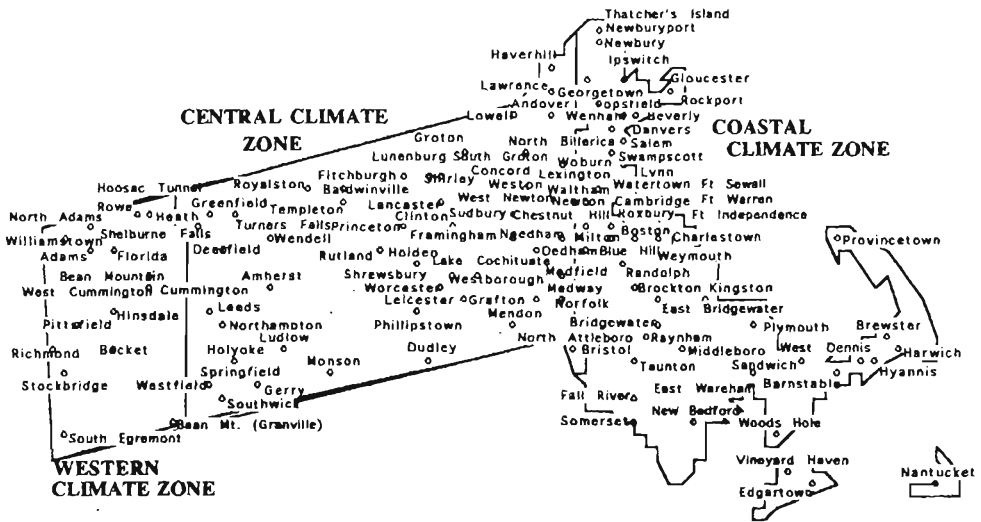 Thatcher's Island
Newburyport
Newbury
Haverhill
Ipswitch
Gloucester
Lawrence
Georgetown
Rockport
Andover
opsfield
CENTRAL CLIMATE
ZONE
Lowell
Wenham
Beverly
Danvers
COASTAL
CLIMATE ZONE
Groton
North Billerica
Salem
Lunenburg
South Groton
Woburn
Swampscott
Fitchburgh
Shirley
Concord
Lexington
Lynn
Hoosac Tunnel
Royalston
Baldwinville
Weston
Waltham
Watertown
Ft Sewall
Rowe
Heath
Greenfield
Templeton
Lancaster
West Newton
Newton
Cambridge
Ft Warren
North Adams
Clinton
Sudbury
Chestnut Hill
Roxbury
Ft Independence
Shelburne Falls
Turners Falls
Princeton
Williamstown
Wendell
Framingham
Needham
Milton
Boston
Charlestown
Provincetown
Adams
Florida
Deerfield
Rutland
Holden
Lake Cochituate
Dedham
Blue Hill
Weymouth
Bean Mountain
Amherst
Shrewsbury
Westborough
Medfield
Randolph
West Cummington
Cummington
Worcester
Medway
Brockton
Kingston
Hinsdale
Leeds
Leicester
Grafton
Norfolk
East Bridgewater
Pittsfield
Northampton
Phillipstown
Mendon
Bridgewater
Plymouth
Brewster
Ludlow
North Attleboro
Raynham
Richmond
Becket
Holyoke
Monson
Dudley
Bristol
Middleboro
West Dennis
Harwich
Springfield
Taunton
Sandwich
Hyannis
Stockbridge
Westfield
Gerry
East Wareham
Barnstable
Southwick
Fall River
New Bedford
Bean Mt. (Granville)
Somerset
Woods Hole
South Egremont
WESTERN
CLIMATE ZONE
Vineyard Haven
Nantucket
Edgartown